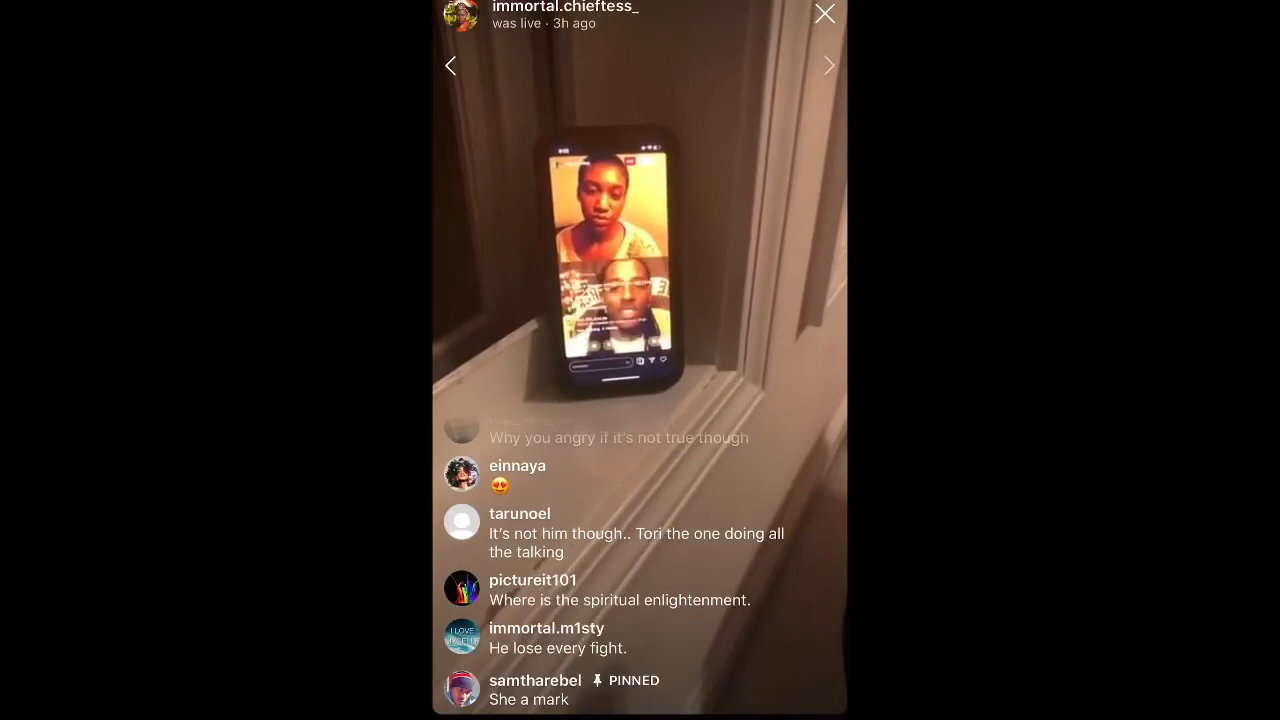 immortal.chieftess_
was live · 3h ago
Why you angry if it's not true though
einnaya
😍
tarunoel
It's not him though.. Tori the one doing all
the talking
pictureit101
Where is the spiritual enlightenment.
immortal.m1sty
He lose every fight.
samtharebel PINNED
She a mark